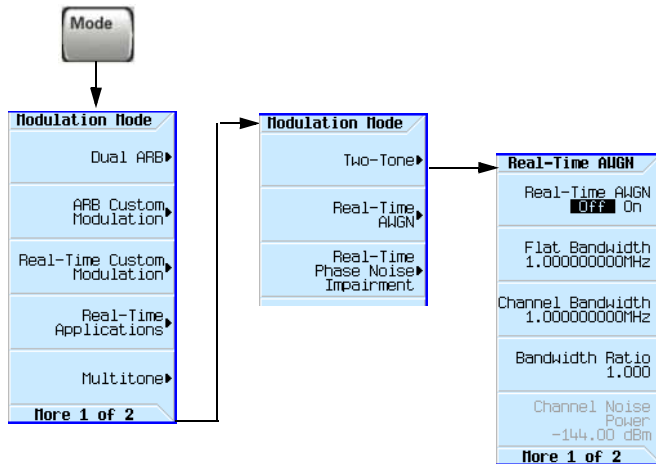 Mode
Modulation Mode
Dual ARB
ARB Custom
Modulation
Real-Time Custom
Modulation
Real-Time
Applications
Multitone
More 1 of 2
Modulation Mode
Two-Tone
Real-Time
AWGN
Real-Time
Phase Noise
Impairment
Real-Time AWGN
Real-Time AWGN
Off On
Flat Bandwidth
1.000000000MHz
Channel Bandwidth
1.000000000MHz
Bandwidth Ratio
1.000
Channel Noise
Power
-144.00 dBm
More 1 of 2